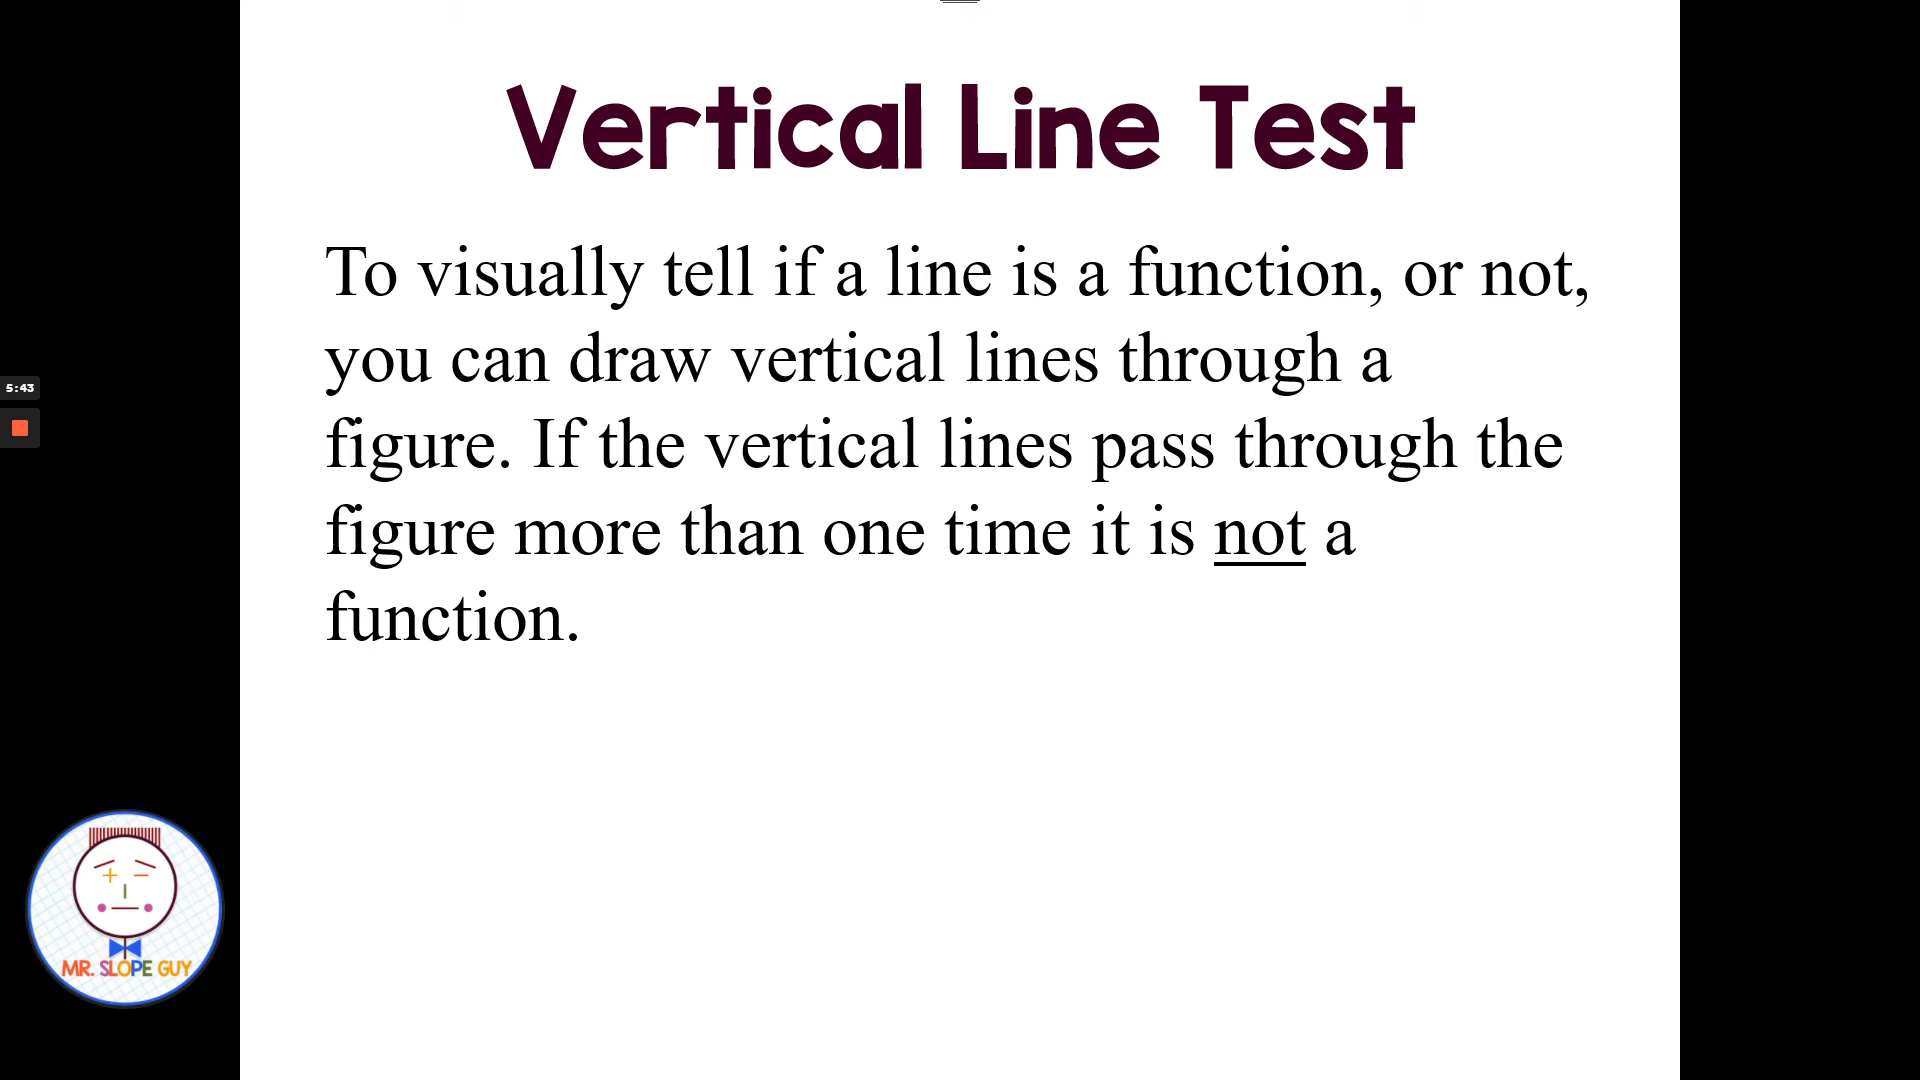 Vertical Line Test
To visually tell if a line is a function, or not,
you can draw vertical lines through a
figure. If the vertical lines pass through the
figure more than one time it is not a
function.
5:43
MR. SLOPE GUY